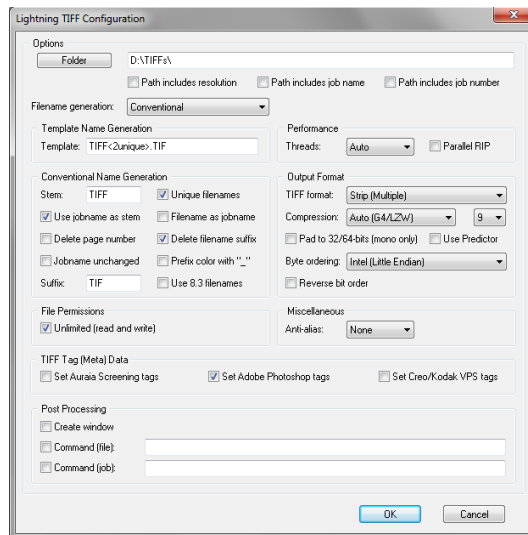 Lightning TIFF Configuration
Options
Folder D:\TIFFs\
Path includes resolution Path includes job name Path includes job number
Filename generation: Conventional
Template Name Generation
Template: TIFF<2unique>.TIF
Performance
Threads: Auto Parallel RIP
Conventional Name Generation
Stem: TIFF Unique filenames
Use jobname as stem Filename as jobname
Delete page number Delete filename suffix
Jobname unchanged Prefix color with "_"
Suffix: TIF Use 8.3 filenames
Output Format
TIFF format: Strip (Multiple)
Compression: Auto (G4/LZW) 9
Pad to 32/64-bits (mono only) Use Predictor
Byte ordering: Intel (Little Endian)
Reverse bit order
File Permissions
Unlimited (read and write)
Miscellaneous
Anti-alias: None
TIFF Tag (Meta) Data
Set Auraia Screening tags Set Adobe Photoshop tags Set Creo/Kodak VPS tags
Post Processing
Create window
Command (file):
Command (job):
OK Cancel